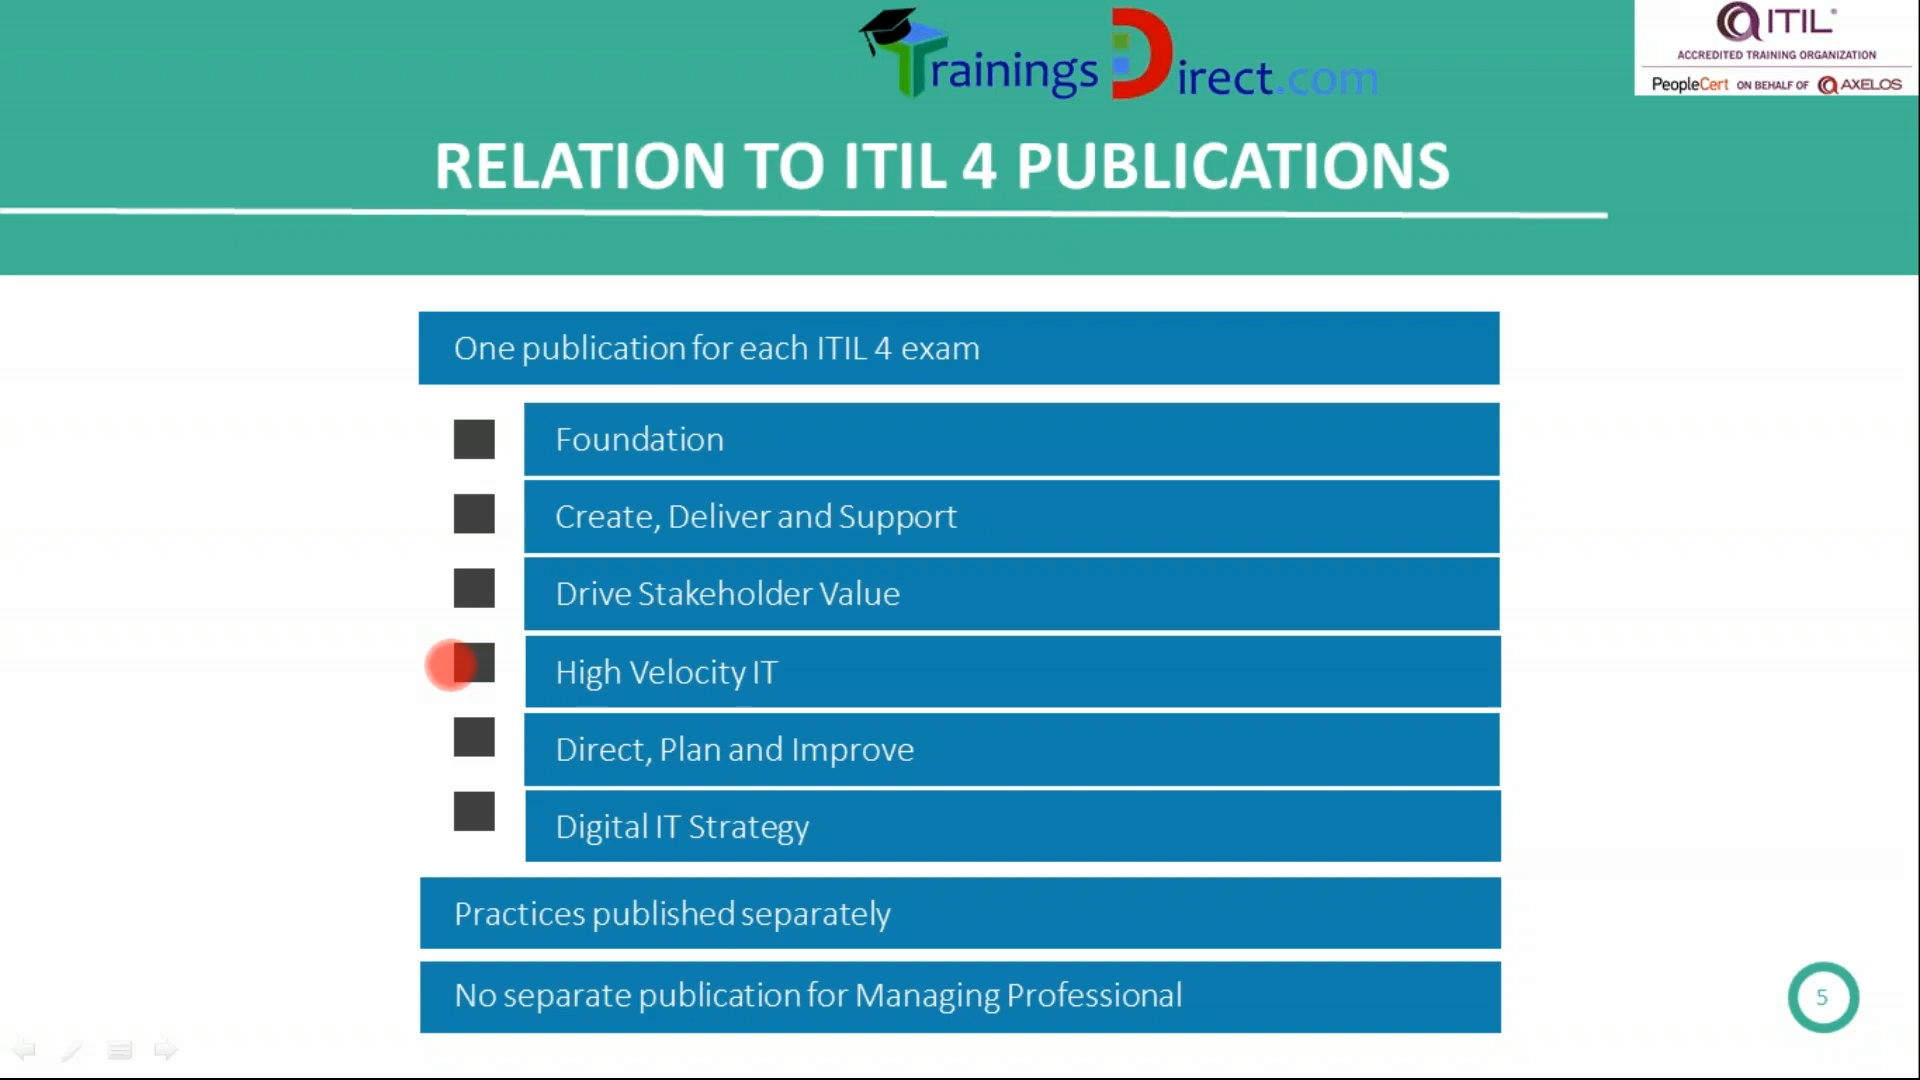 TrainingsDirect.com
ITIL®
ACCREDITED TRAINING ORGANIZATION
PeopleCert ON BEHALF OF AXELOS
RELATION TO ITIL 4 PUBLICATIONS
One publication for each ITIL 4 exam
Foundation
Create, Deliver and Support
Drive Stakeholder Value
High Velocity IT
Direct, Plan and Improve
Digital IT Strategy
Practices published separately
No separate publication for Managing Professional
5